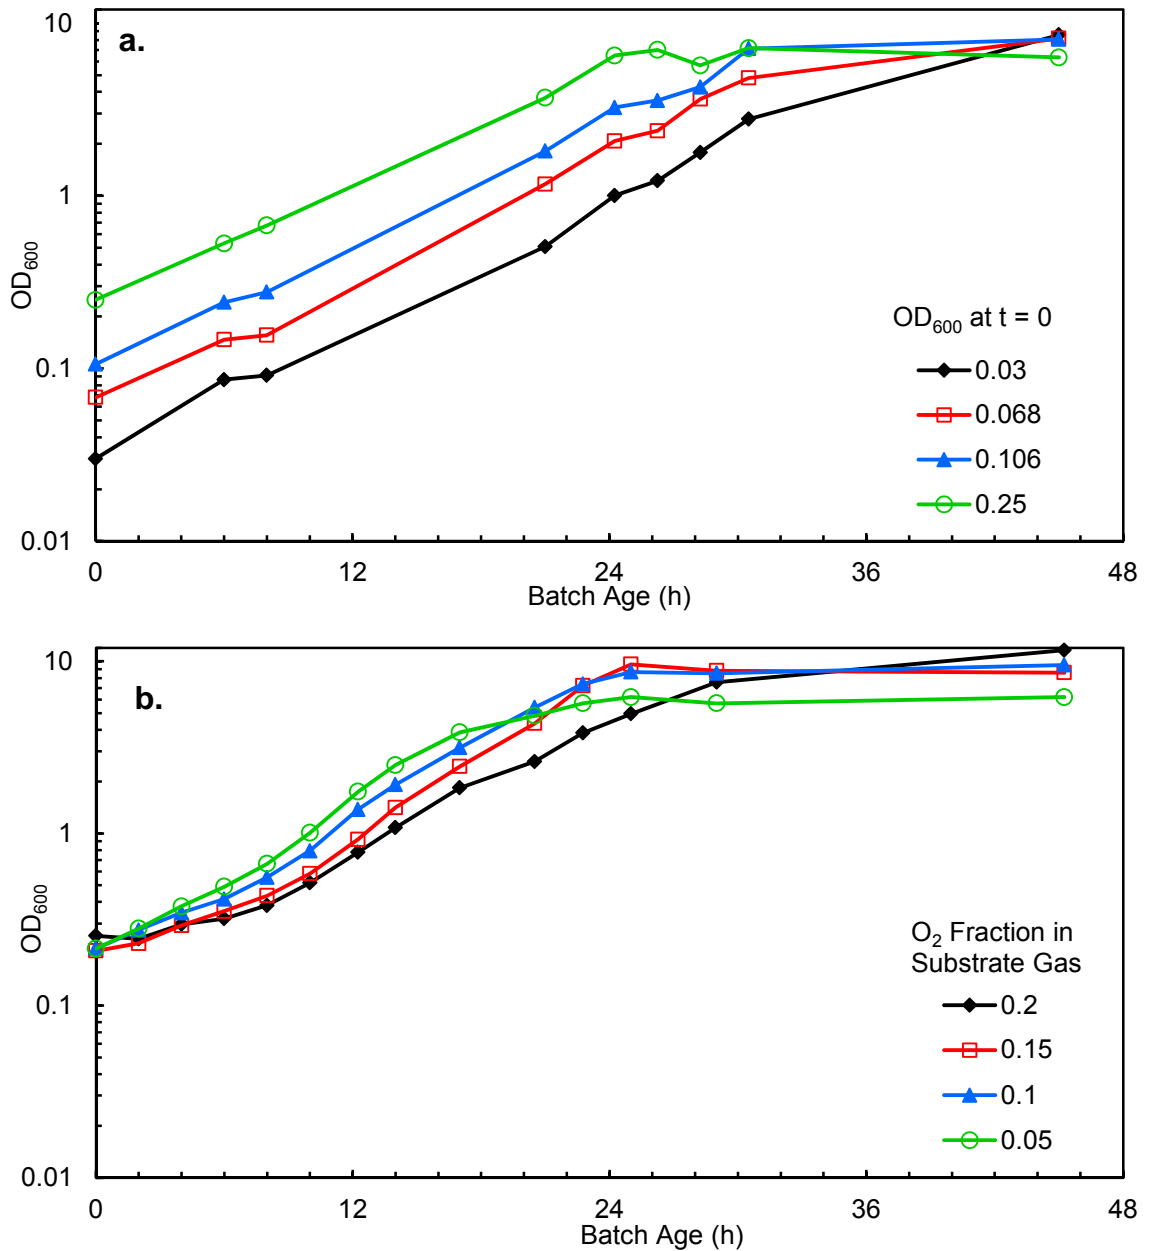 a.
10
1
0.1
0.01
OD600
OD600 at t = 0
0.03
0.068
0.106
0.25
0 12 24 36 48
Batch Age (h)
b.
10
1
0.1
0.01
OD600
O2 Fraction in
Substrate Gas
0.2
0.15
0.1
0.05
0 12 24 36 48
Batch Age (h)